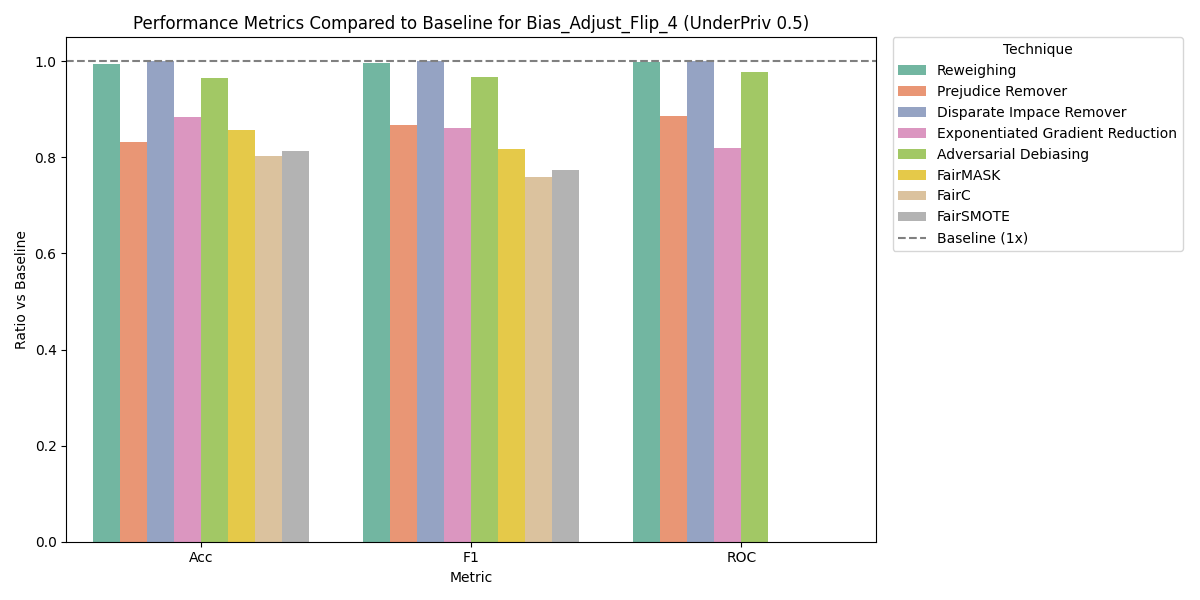 Performance Metrics Compared to Baseline for Bias_Adjust_Flip_4 (UnderPriv 0.5)
Ratio vs Baseline
1.0
0.8
0.6
0.4
0.2
0.0
Acc
F1
ROC
Metric
Technique
Reweighing
Prejudice Remover
Disparate Impace Remover
Exponentiated Gradient Reduction
Adversarial Debiasing
FairMASK
FairC
FairSMOTE
Baseline (1x)